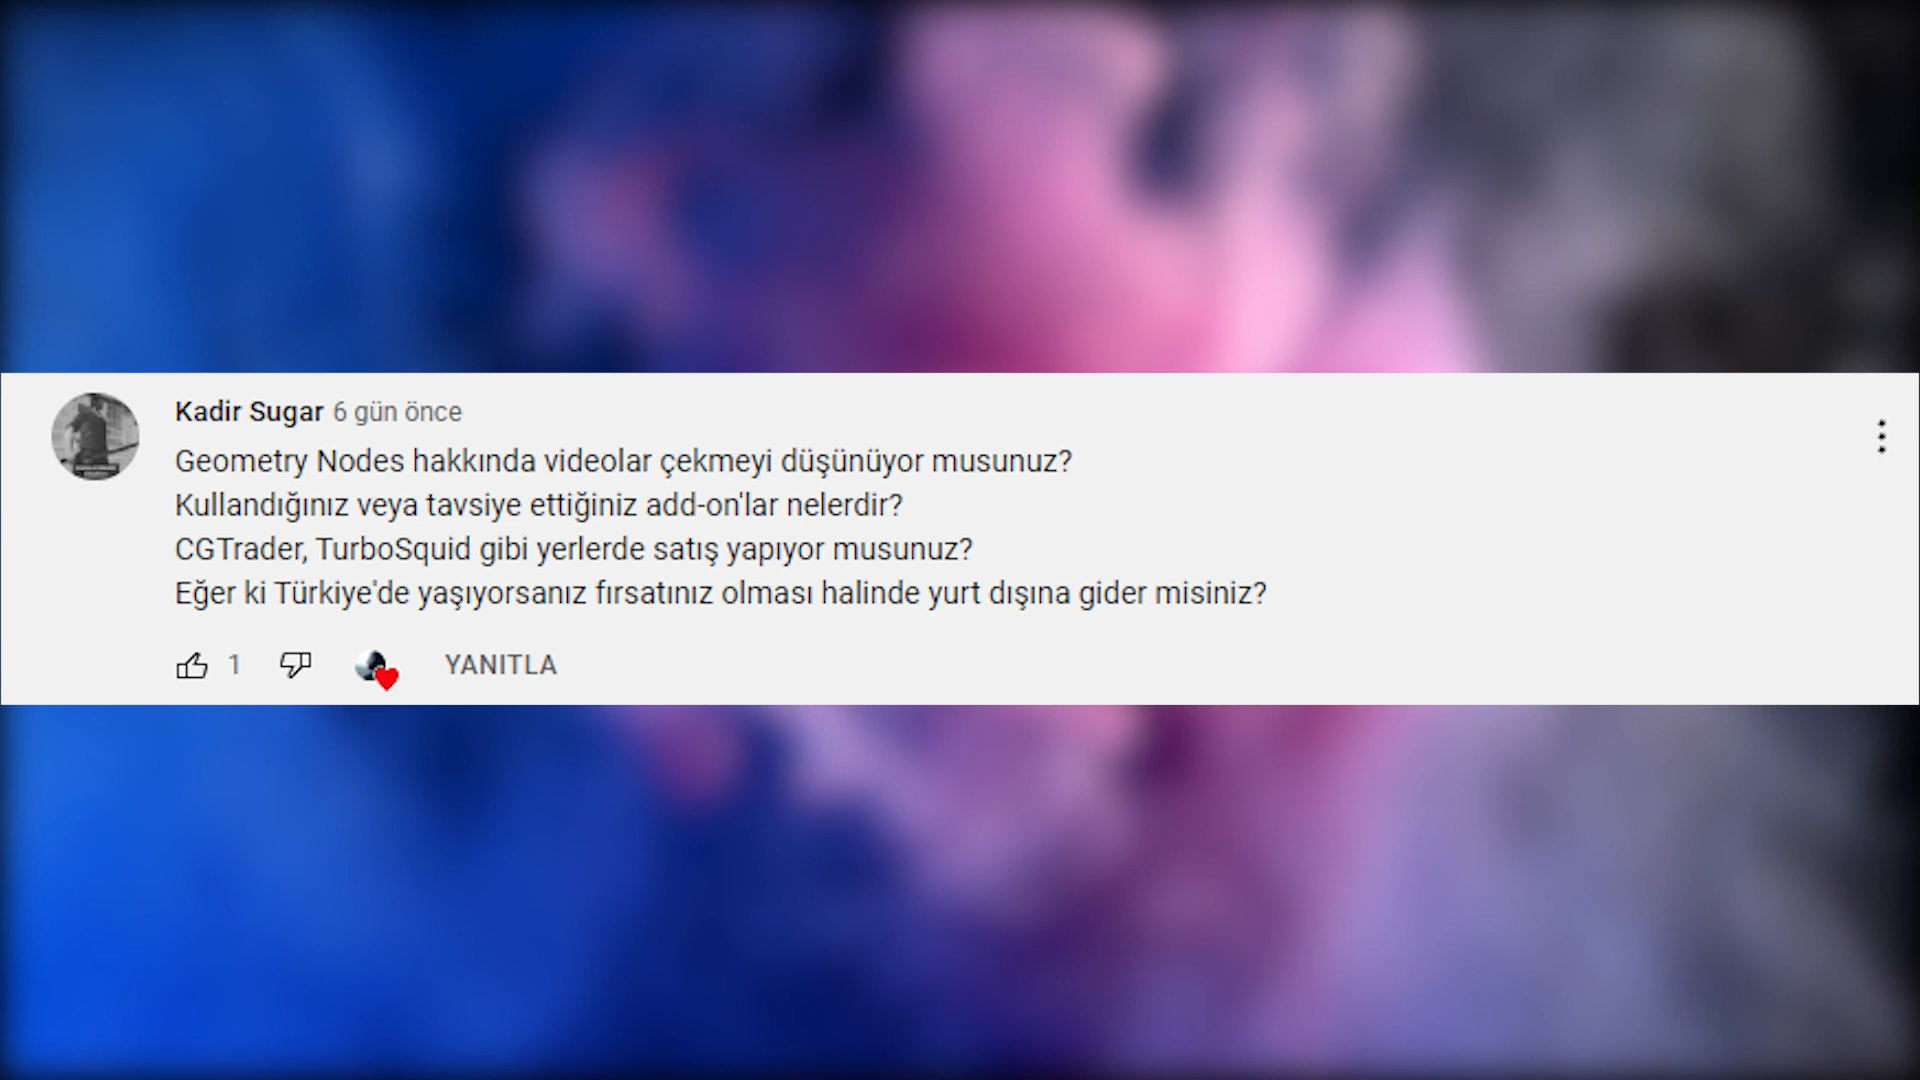 Kadir Sugar 6 gün önce
Geometry Nodes hakkında videolar çekmeyi düşünüyor musunuz?
Kullandığınız veya tavsiye ettiğiniz add-on'lar nelerdir?
CGTrader, TurboSquid gibi yerlerde satış yapıyor musunuz?
Eğer ki Türkiye'de yaşıyorsanız fırsatınız olması halinde yurt dışına gider misiniz?
1 YANITLA